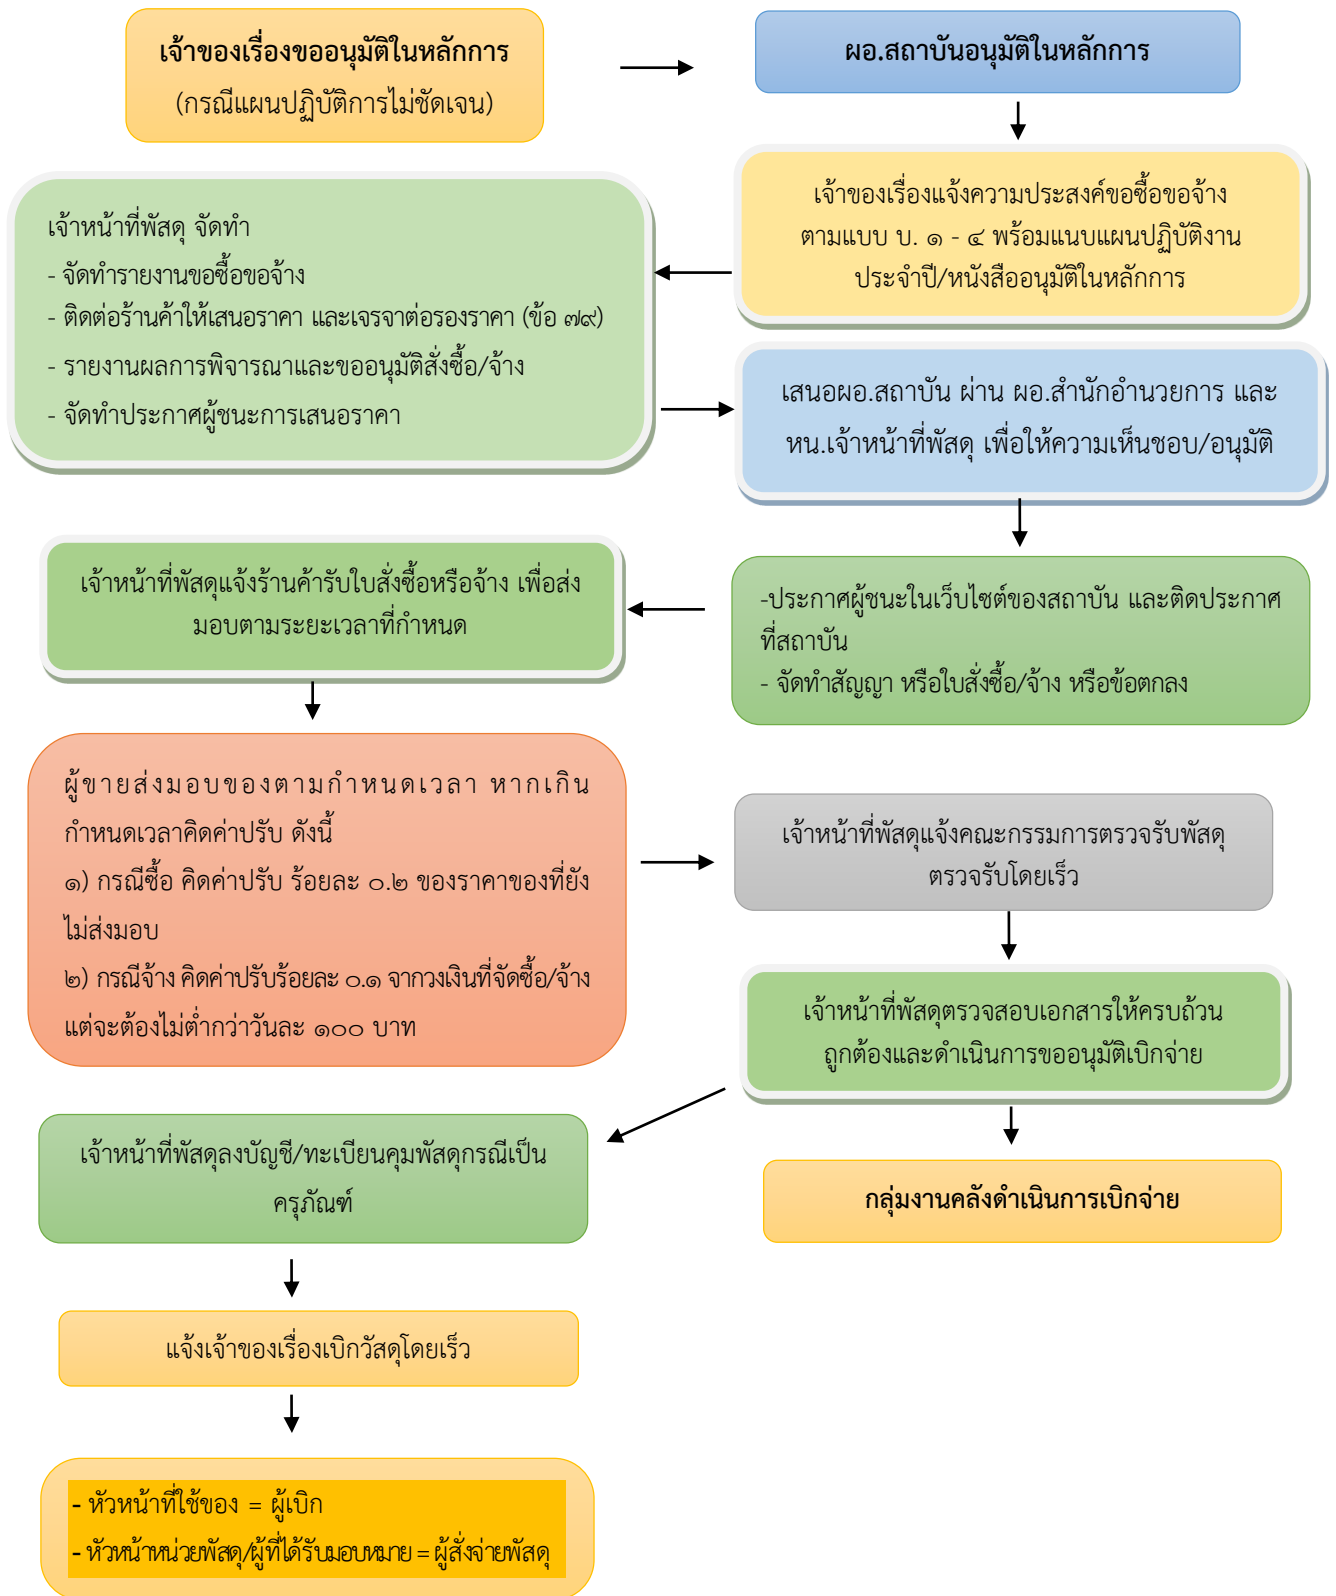 เจ้าของเรื่องขออนุมัติในหลักการ
(กรณีแผนปฏิบัติการไม่ชัดเจน)
ผอ.สถาบันอนุมัติในหลักการ
เจ้าของเรื่องแจ้งความประสงค์ขอซื้อขอจ้าง
ตามแบบ บ. ๑ - ๔ พร้อมแนบแผนปฏิบัติงาน
ประจำปี/หนังสืออนุมัติในหลักการ
เจ้าหน้าที่พัสดุ จัดทำ
- จัดทำรายงานขอซื้อขอจ้าง
- ติดต่อร้านค้าให้เสนอราคา และเจรจาต่อรองราคา (ข้อ ๗๙)
- รายงานผลการพิจารณาและขออนุมัติสั่งซื้อ/จ้าง
- จัดทำประกาศผู้ชนะการเสนอราคา
เสนอผอ.สถาบัน ผ่าน ผอ.สำนักอำนวยการ และ
หน.เจ้าหน้าที่พัสดุ เพื่อให้ความเห็นชอบ/อนุมัติ
-ประกาศผู้ชนะในเว็บไซต์ของสถาบัน และติดประกาศ
ที่สถาบัน
- จัดทำสัญญา หรือใบสั่งซื้อ/จ้าง หรือข้อตกลง
เจ้าหน้าที่พัสดุแจ้งร้านค้ารับใบสั่งซื้อหรือจ้าง เพื่อส่ง
มอบตามระยะเวลาที่กำหนด
ผู้ขายส่งมอบของตามกำหนดเวลา หากเกิน
กำหนดเวลาคิดค่าปรับ ดังนี้
๑) กรณีซื้อ คิดค่าปรับ ร้อยละ ๐.๒ ของราคาของที่ยัง
ไม่ส่งมอบ
๒) กรณีจ้าง คิดค่าปรับร้อยละ ๐.๑ จากวงเงินที่จัดซื้อ/จ้าง
แต่จะต้องไม่ต่ำกว่าวันละ ๑๐๐ บาท
เจ้าหน้าที่พัสดุแจ้งคณะกรรมการตรวจรับพัสดุ
ตรวจรับโดยเร็ว
เจ้าหน้าที่พัสดุตรวจสอบเอกสารให้ครบถ้วน
ถูกต้องและดำเนินการขออนุมัติเบิกจ่าย
เจ้าหน้าที่พัสดุลงบัญชี/ทะเบียนคุมพัสดุกรณีเป็น
ครุภัณฑ์
กลุ่มงานคลังดำเนินการเบิกจ่าย
แจ้งเจ้าของเรื่องเบิกวัสดุโดยเร็ว
- หัวหน้าที่ใช้ของ = ผู้เบิก
- หัวหน้าหน่วยพัสดุ/ผู้ที่ได้รับมอบหมาย = ผู้สั่งจ่ายพัสดุ